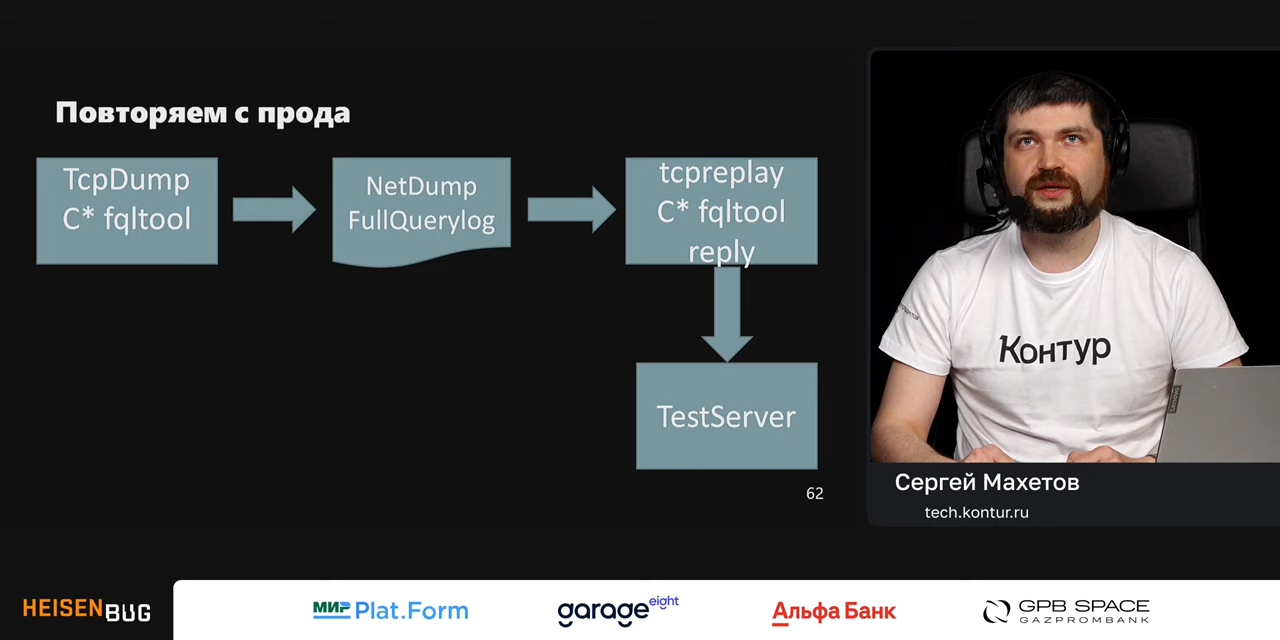 Повторяем с прода
TcpDump
C* fqltool
NetDump
FullQuerylog
tcpreplay
C* fqltool
reply
TestServer
62
Контур
Lenovo
Сергей Махетов
tech.kontur.ru
HEISENBUG
МИР Plat.Form
garage eight
Альфа Банк
GPB SPACE
GAZPROMBANK